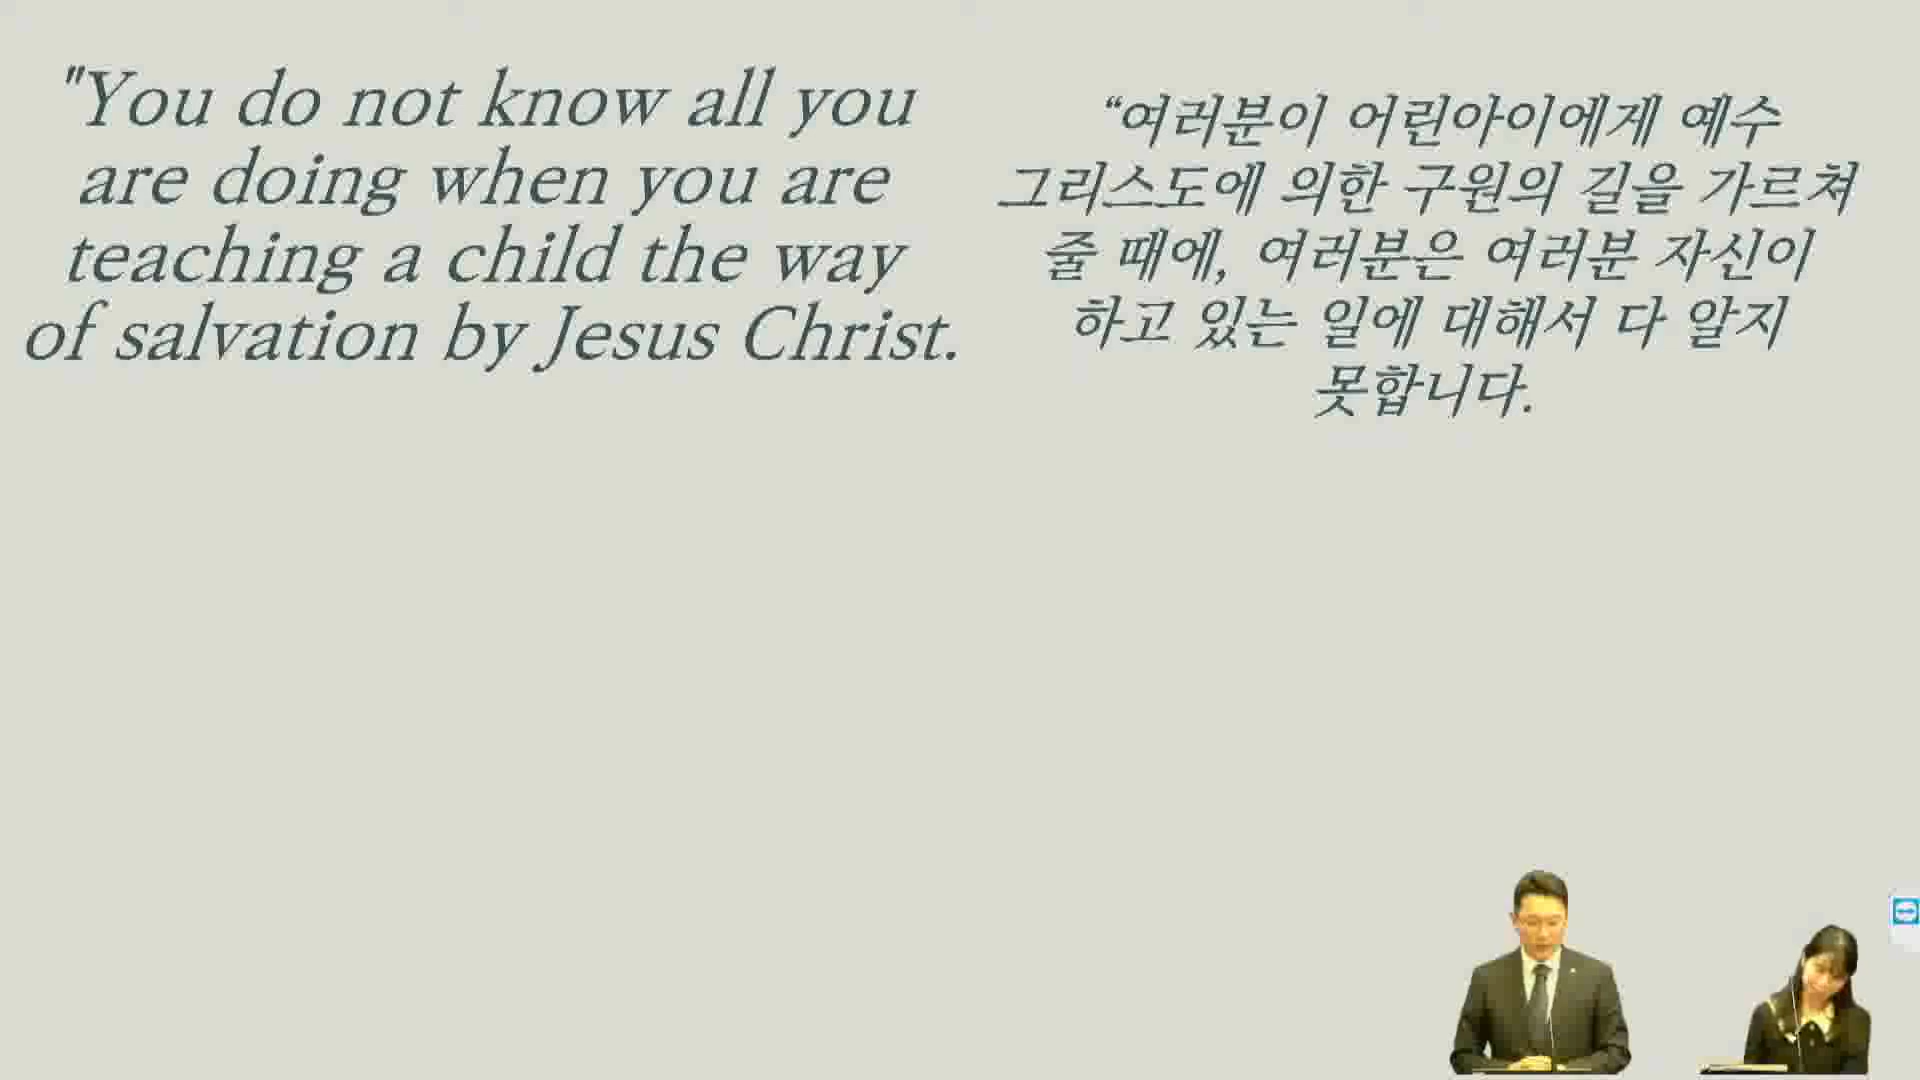 "You do not know all you
are doing when you are
teaching a child the way
of salvation by Jesus Christ.
“여러분이 어린아이에게 예수
그리스도에 의한 구원의 길을 가르쳐
줄 때에, 여러분은 여러분 자신이
하고 있는 일에 대해서 다 알지
못합니다.